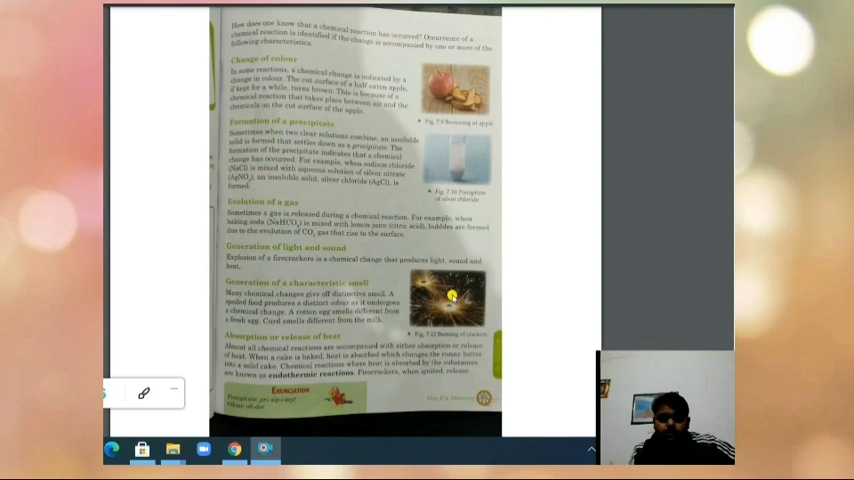 How does one know that a chemical reaction has occurred? Occurrence of a
chemical reaction is identified if the change is accompanied by one or more of the
following characteristics.
Change of colour
In some reactions, a chemical change is indicated by a
change in colour. The cut surface of a half eaten apple,
if kept for a while, turns brown. This is because of a
chemical reaction that takes place between air and the
chemicals on the cut surface of the apple.
Fig. 7.9 Browning of apple
Formation of a precipitate
Sometimes when two clear solutions combine, an insoluble
solid is formed that settles down as a precipitate. The
formation of the precipitate indicates that a chemical
change has occurred. For example, when sodium chloride
(NaCl) is mixed with aqueous solution of silver nitrate
(AgNO₃), an insoluble solid, silver chloride (AgCl), is
formed.
Fig. 7.10 Precipitate
of silver chloride
Evolution of a gas
Sometimes a gas is released during a chemical reaction. For example, when
baking soda (NaHCO₃) is mixed with lemon juice (citric acid), bubbles are formed
due to the evolution of CO₂ gas that rise to the surface.
Generation of light and sound
Explosion of a firecrackers is a chemical change that produces light, sound and
heat.
Generation of a characteristic smell
Many chemical changes give off distinctive smell. A
spoiled food produces a distinct odour as it undergoes
a chemical change. A rotten egg smells different from
a fresh egg. Curd smells different from the milk.
Fig. 7.11 Burning of crackers
Absorption or release of heat
Almost all chemical reactions are accompanied with either absorption or release
of heat. When a cake is baked, heat is absorbed which changes the runny batter
into a solid cake. Chemical reactions where heat is absorbed by the substances
are known as endothermic reactions. Firecrackers, when ignited, release
ENUNCIATION
Precipitate:
Odour: